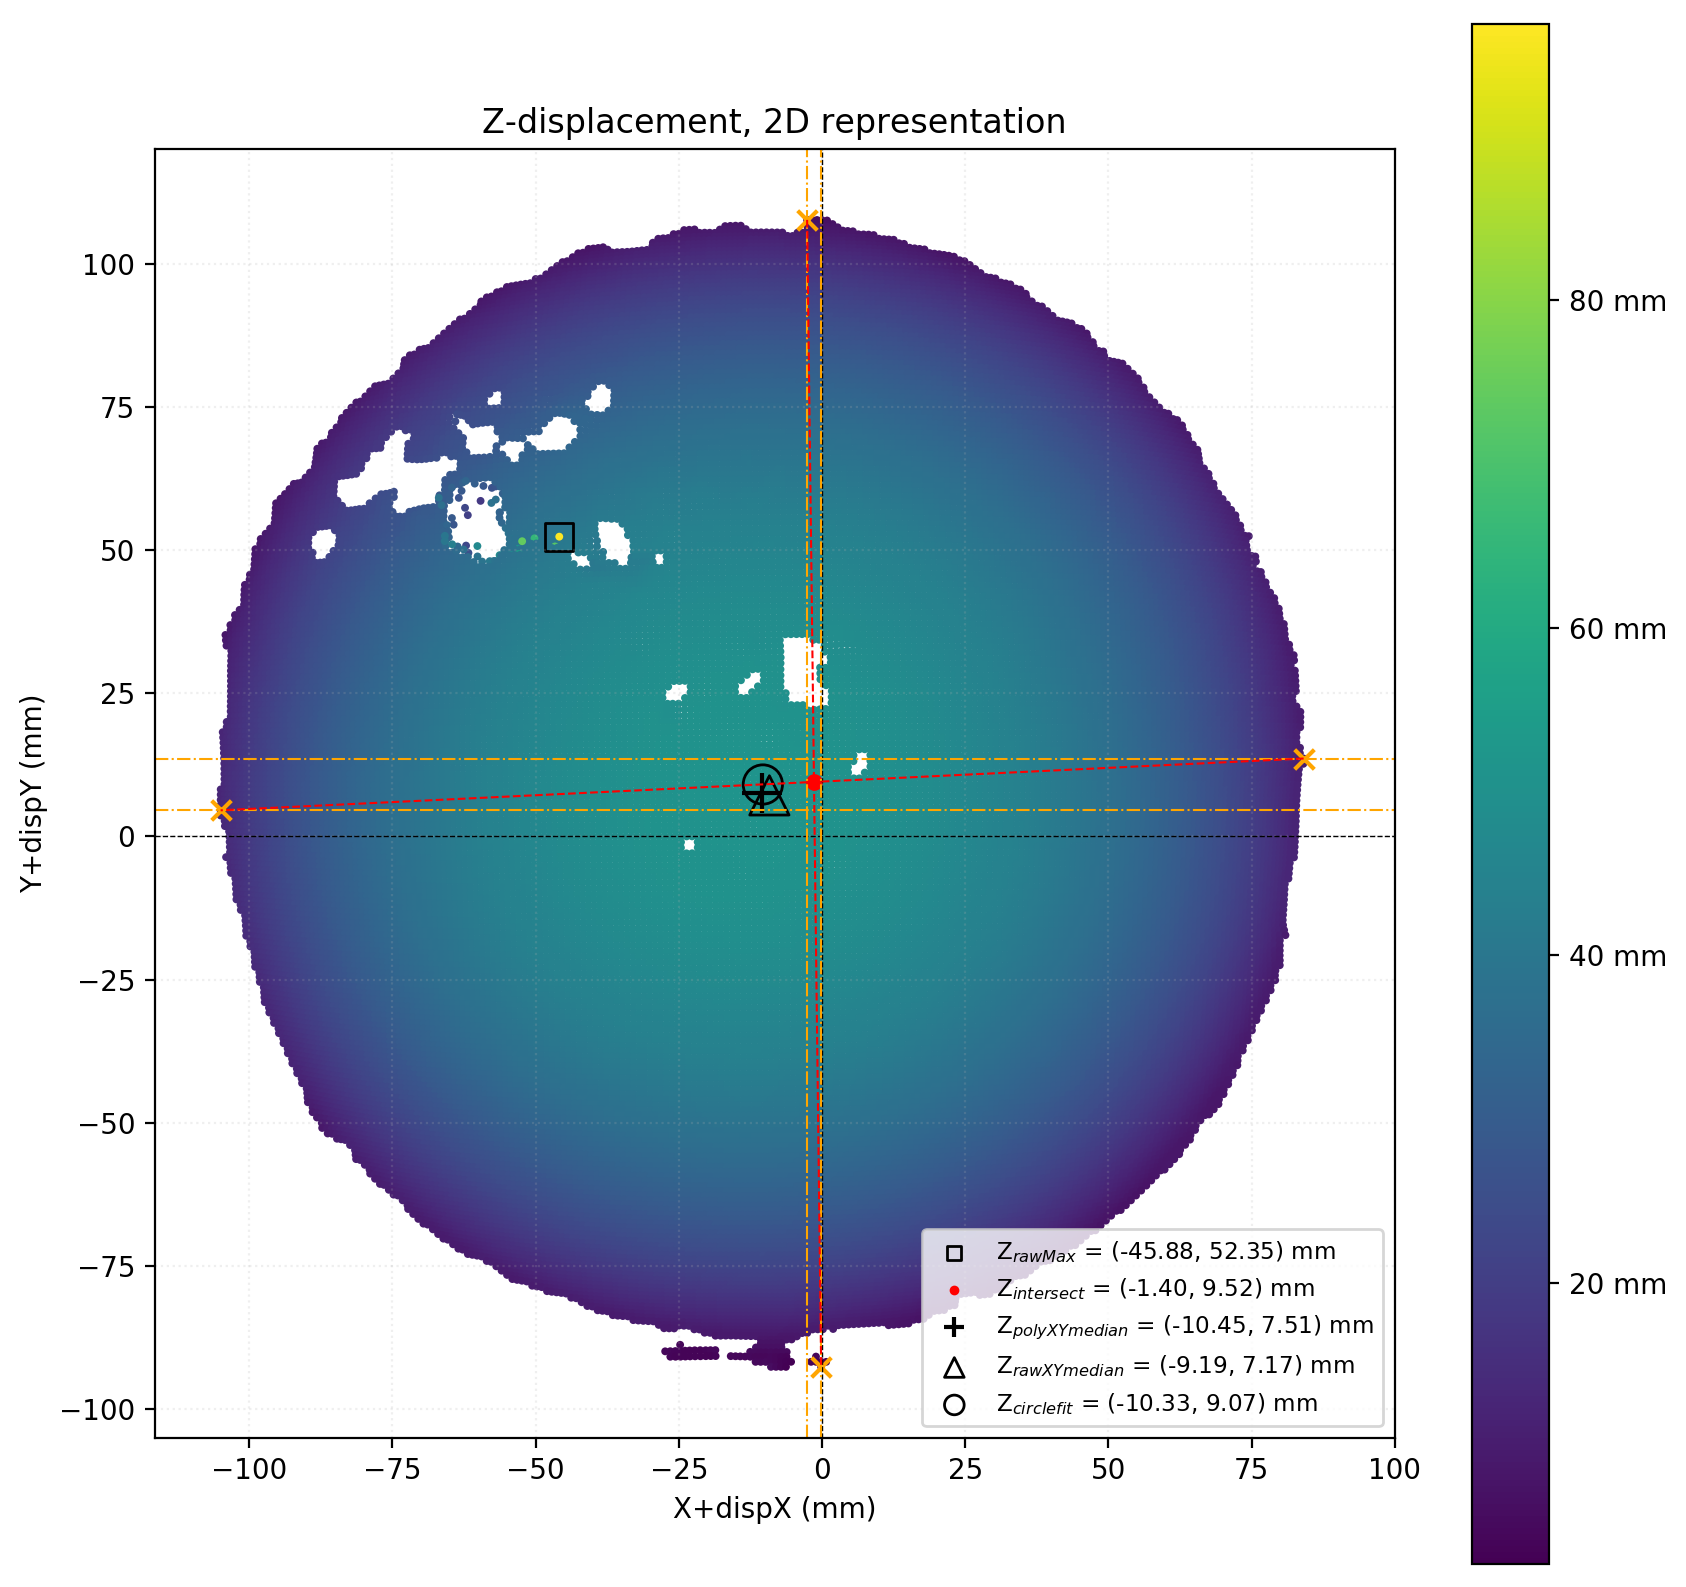 Z-displacement, 2D representation
Y+dispY (mm)
100
75
50
25
0
−25
−50
−75
−100
−100
−75
−50
−25
0
25
50
75
100
X+dispX (mm)
Z_rawMax = (-45.88, 52.35) mm
Z_intersect = (-1.40, 9.52) mm
Z_polyXYmedian = (-10.45, 7.51) mm
Z_rawXYmedian = (-9.19, 7.17) mm
Z_circlefit = (-10.33, 9.07) mm
80 mm
60 mm
40 mm
20 mm